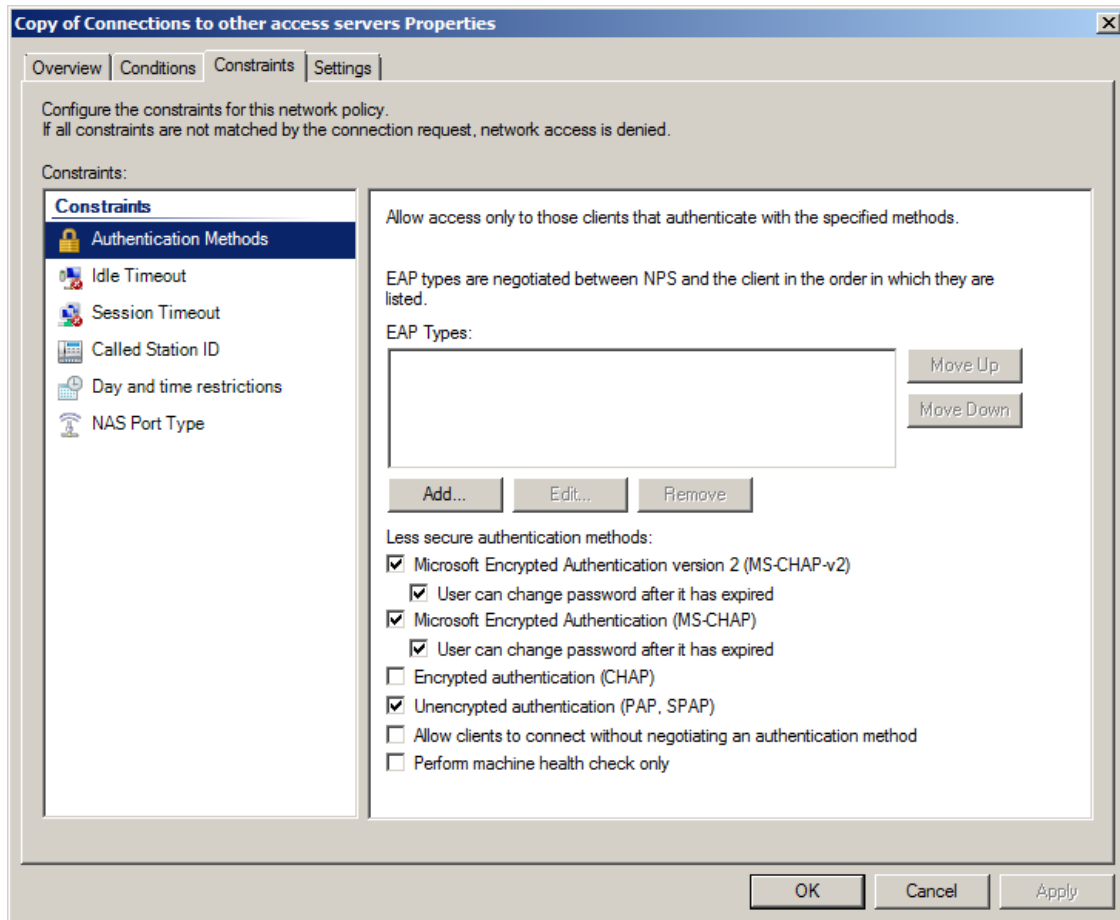 Copy of Connections to other access servers Properties
Overview
Conditions
Constraints
Settings
Configure the constraints for this network policy.
If all constraints are not matched by the connection request, network access is denied.
Constraints:
Constraints
Authentication Methods
Idle Timeout
Session Timeout
Called Station ID
Day and time restrictions
NAS Port Type
Allow access only to those clients that authenticate with the specified methods.
EAP types are negotiated between NPS and the client in the order in which they are
listed.
EAP Types:
Move Up
Move Down
Add...
Edit...
Remove
Less secure authentication methods:
Microsoft Encrypted Authentication version 2 (MS-CHAP-v2)
User can change password after it has expired
Microsoft Encrypted Authentication (MS-CHAP)
User can change password after it has expired
Encrypted authentication (CHAP)
Unencrypted authentication (PAP, SPAP)
Allow clients to connect without negotiating an authentication method
Perform machine health check only
OK
Cancel
Apply